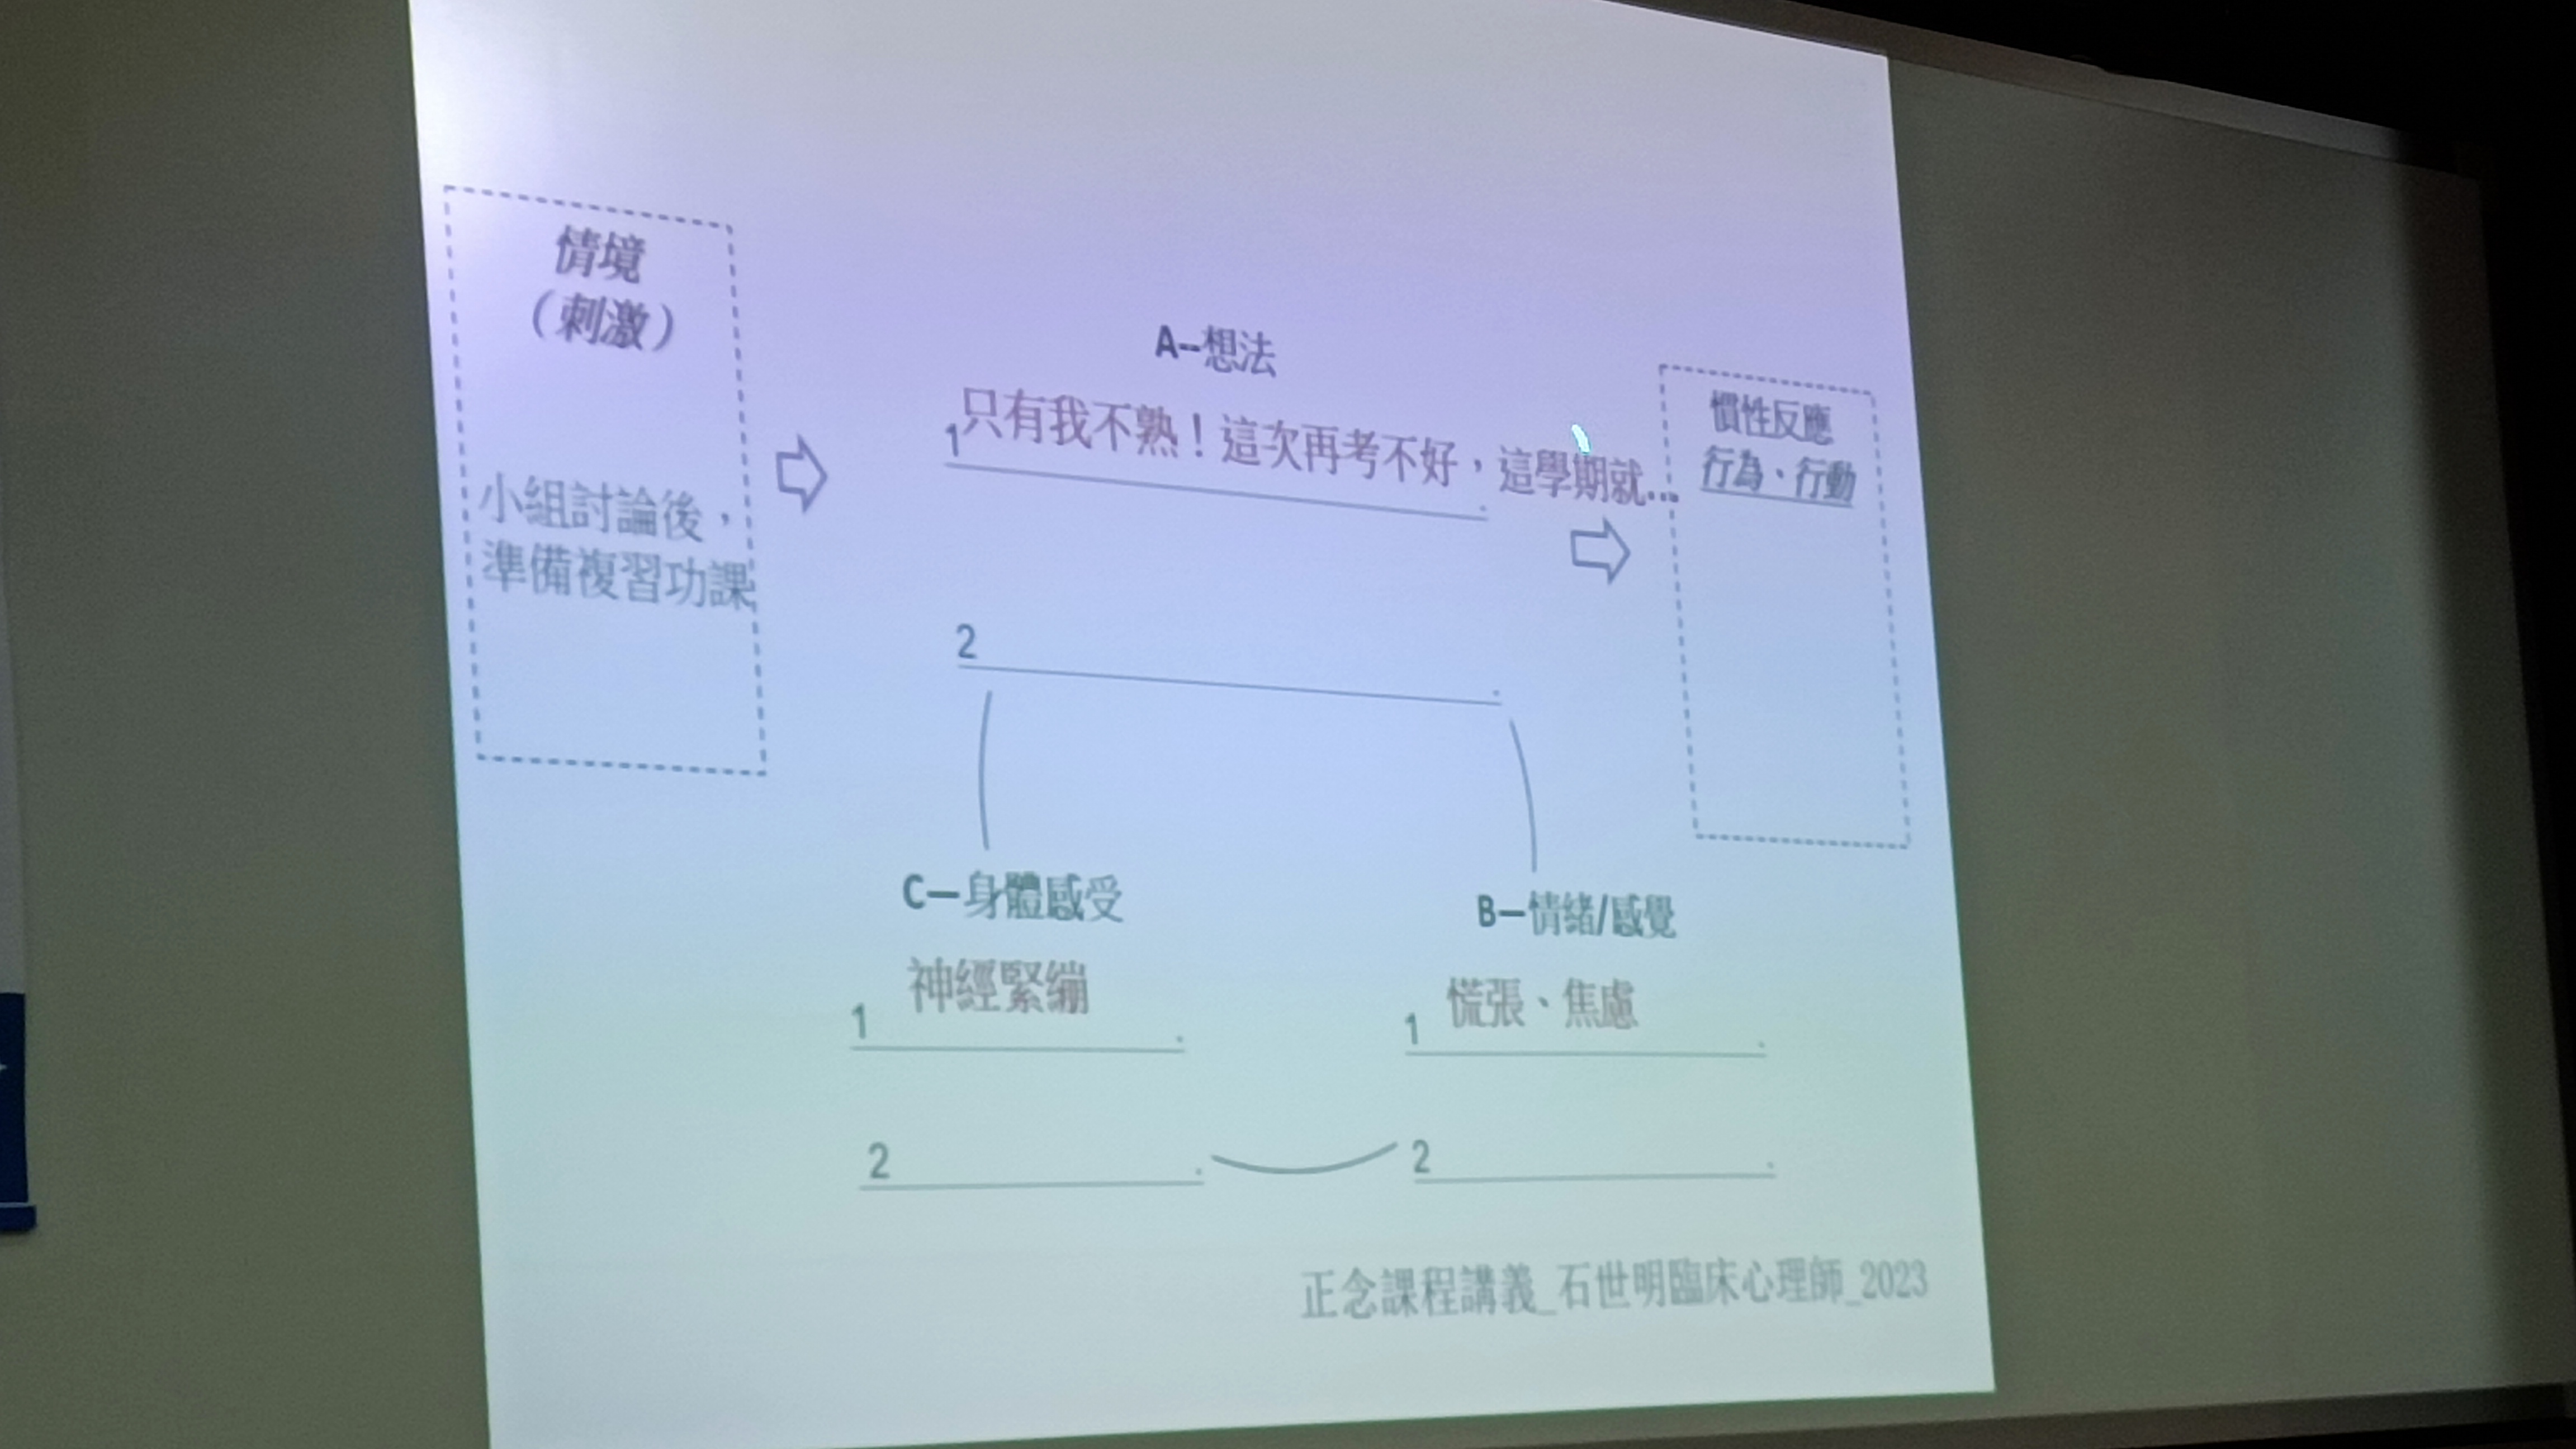 情境
（刺激）
小組討論後，
準備複習功課
A–想法
1 只有我不熟！這次再考不好，這學期就...
2
慣性反應
行為、行動
C—身體感受
1 神經緊繃
2
B—情緒/感覺
1 慌張、焦慮
2
正念課程講義_石世明臨床心理師_2023